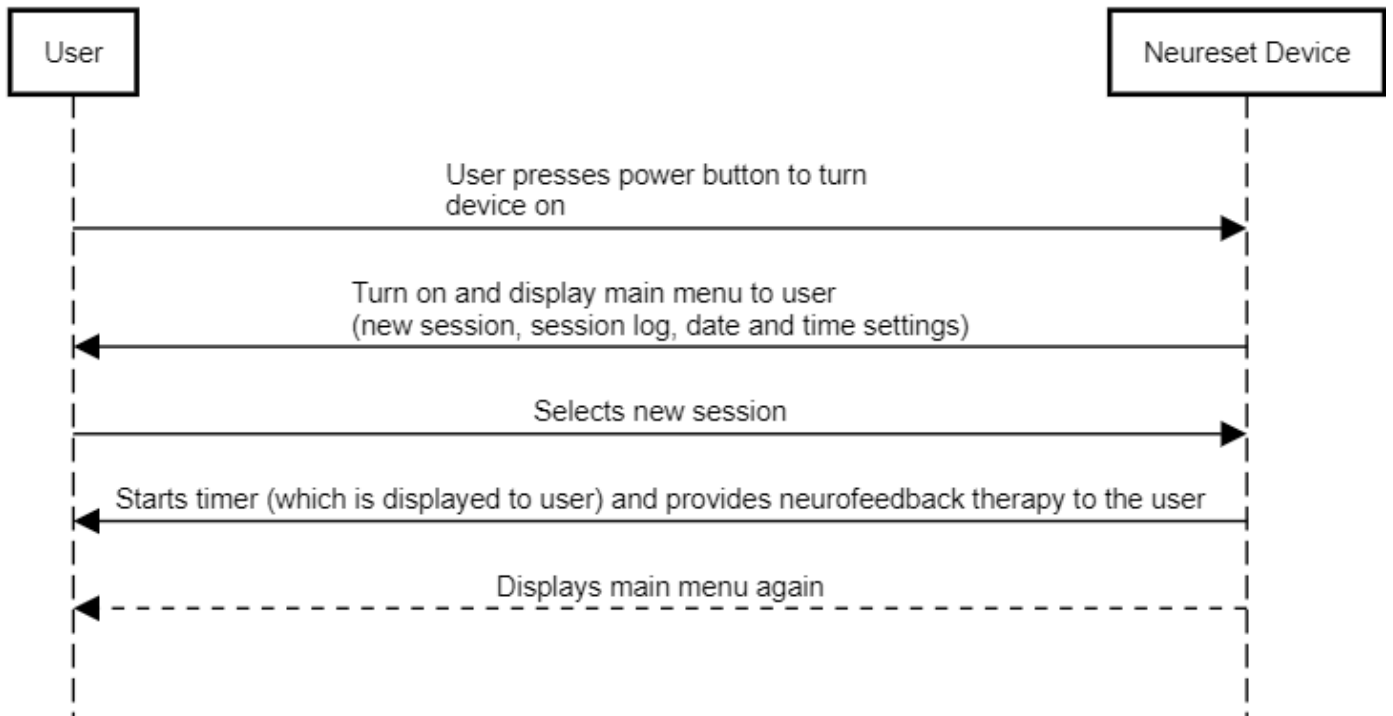 User
Neureset Device
User presses power button to turn
device on
Turn on and display main menu to user
(new session, session log, date and time settings)
Selects new session
Starts timer (which is displayed to user) and provides neurofeedback therapy to the user
Displays main menu again